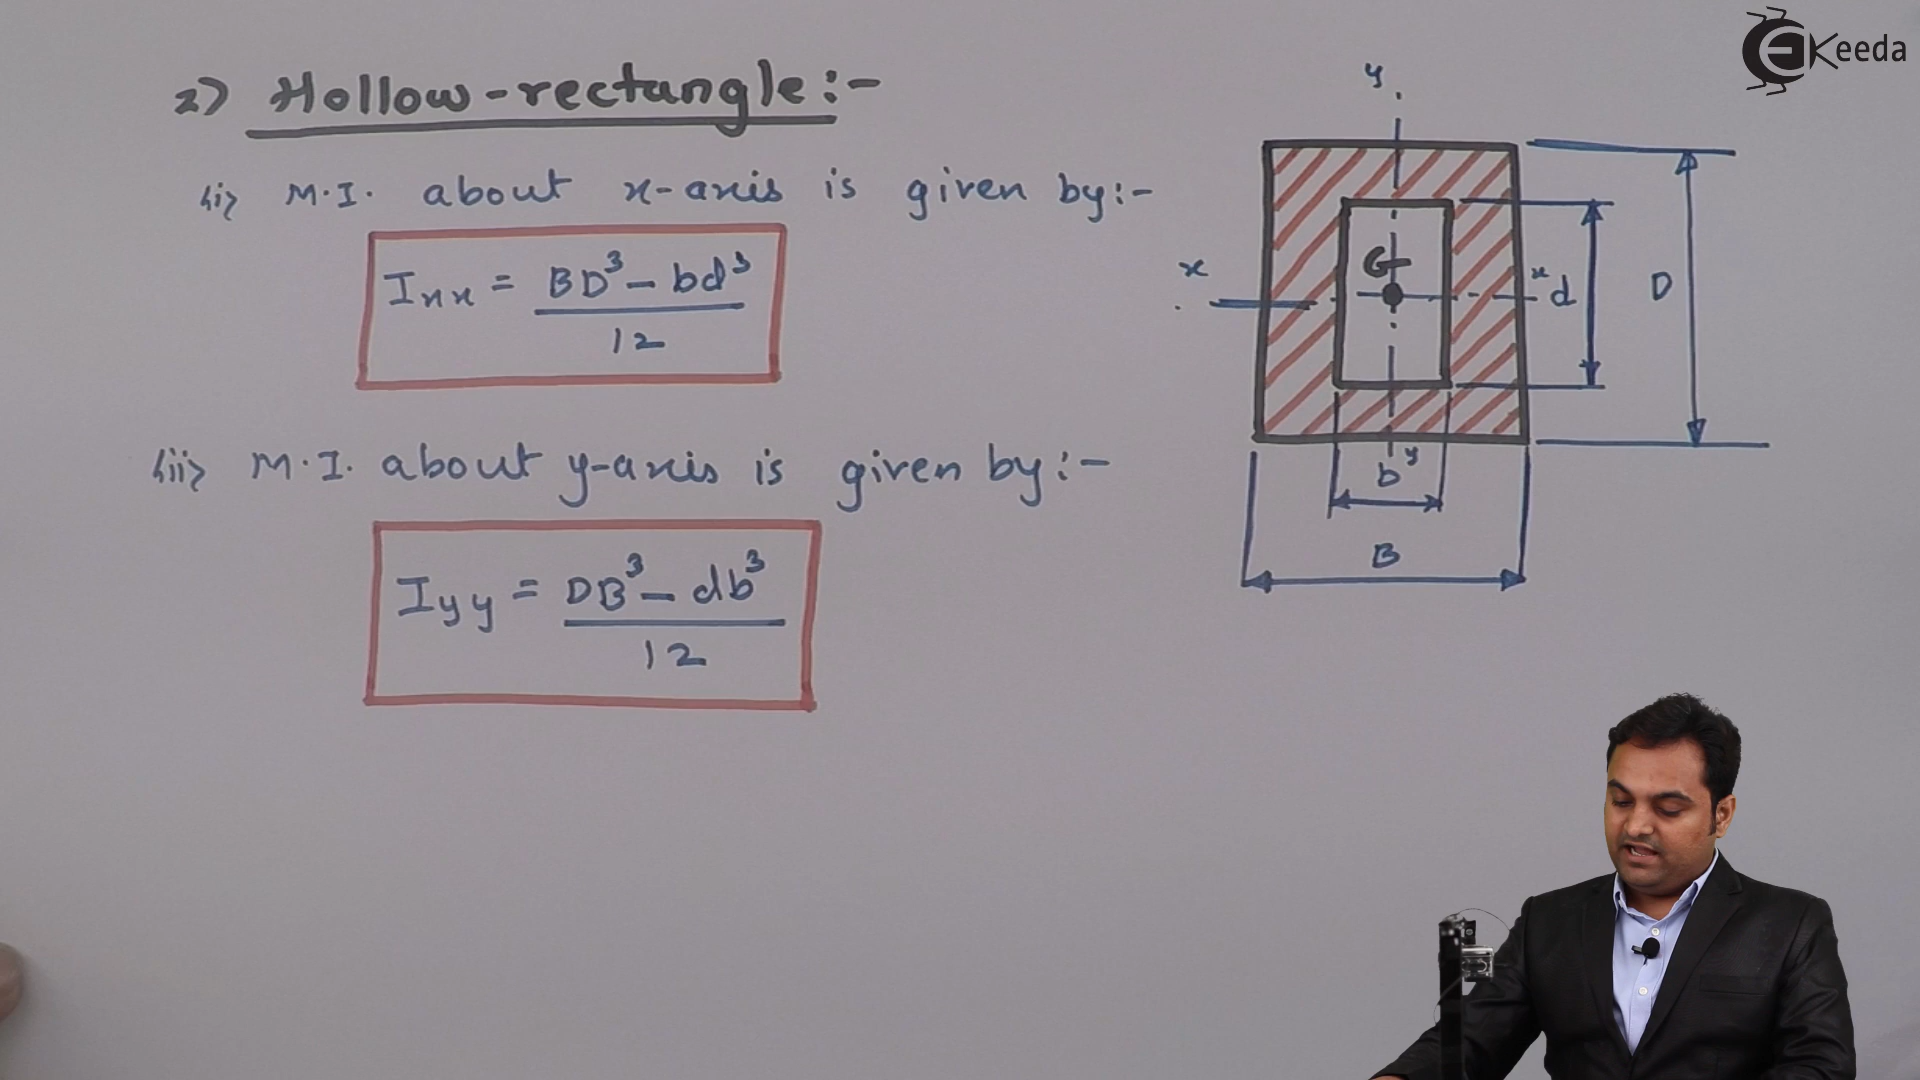 2) Hollow-rectangle:-
(i) M.I. about x-axis is given by:-
Ixx = BD³ - bd³
12
(ii) M.I. about y-axis is given by:-
Iyy = DB³ - db³
12
y
x
G
x
d
D
y
b
B
Keeda